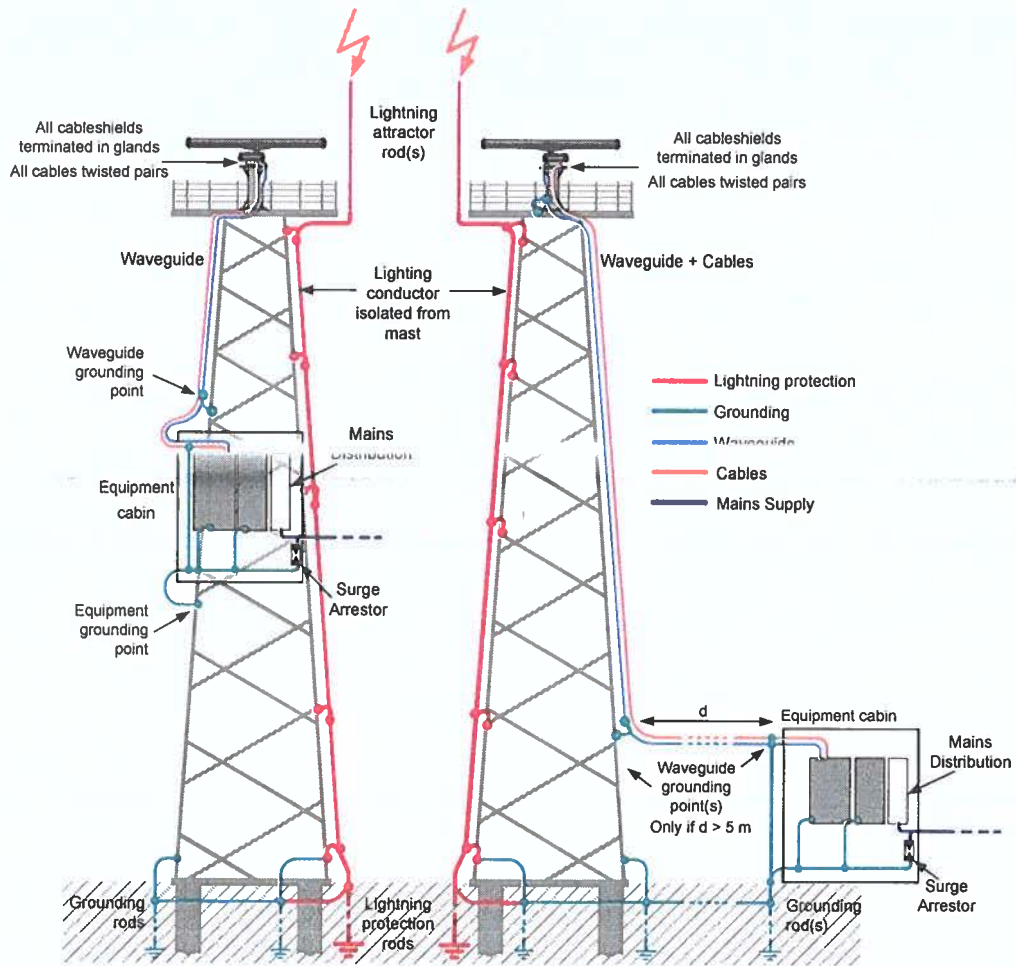 Lightning
attractor
rod(s)
All cableshields
terminated in glands
All cables twisted pairs
All cableshields
terminated in glands
All cables twisted pairs
Waveguide
Lighting
conductor
isolated from
mast
Waveguide + Cables
Waveguide
grounding
point
Lightning protection
Grounding
Waveguide
Cables
Mains Supply
Mains
Distribution
Equipment
cabin
Surge
Arrestor
Equipment
grounding
point
d
Equipment cabin
Mains
Distribution
Waveguide
grounding
point(s)
Only if d > 5 m
Surge
Arrestor
Grounding
rods
Lightning
protection
rods
Grounding
rod(s)